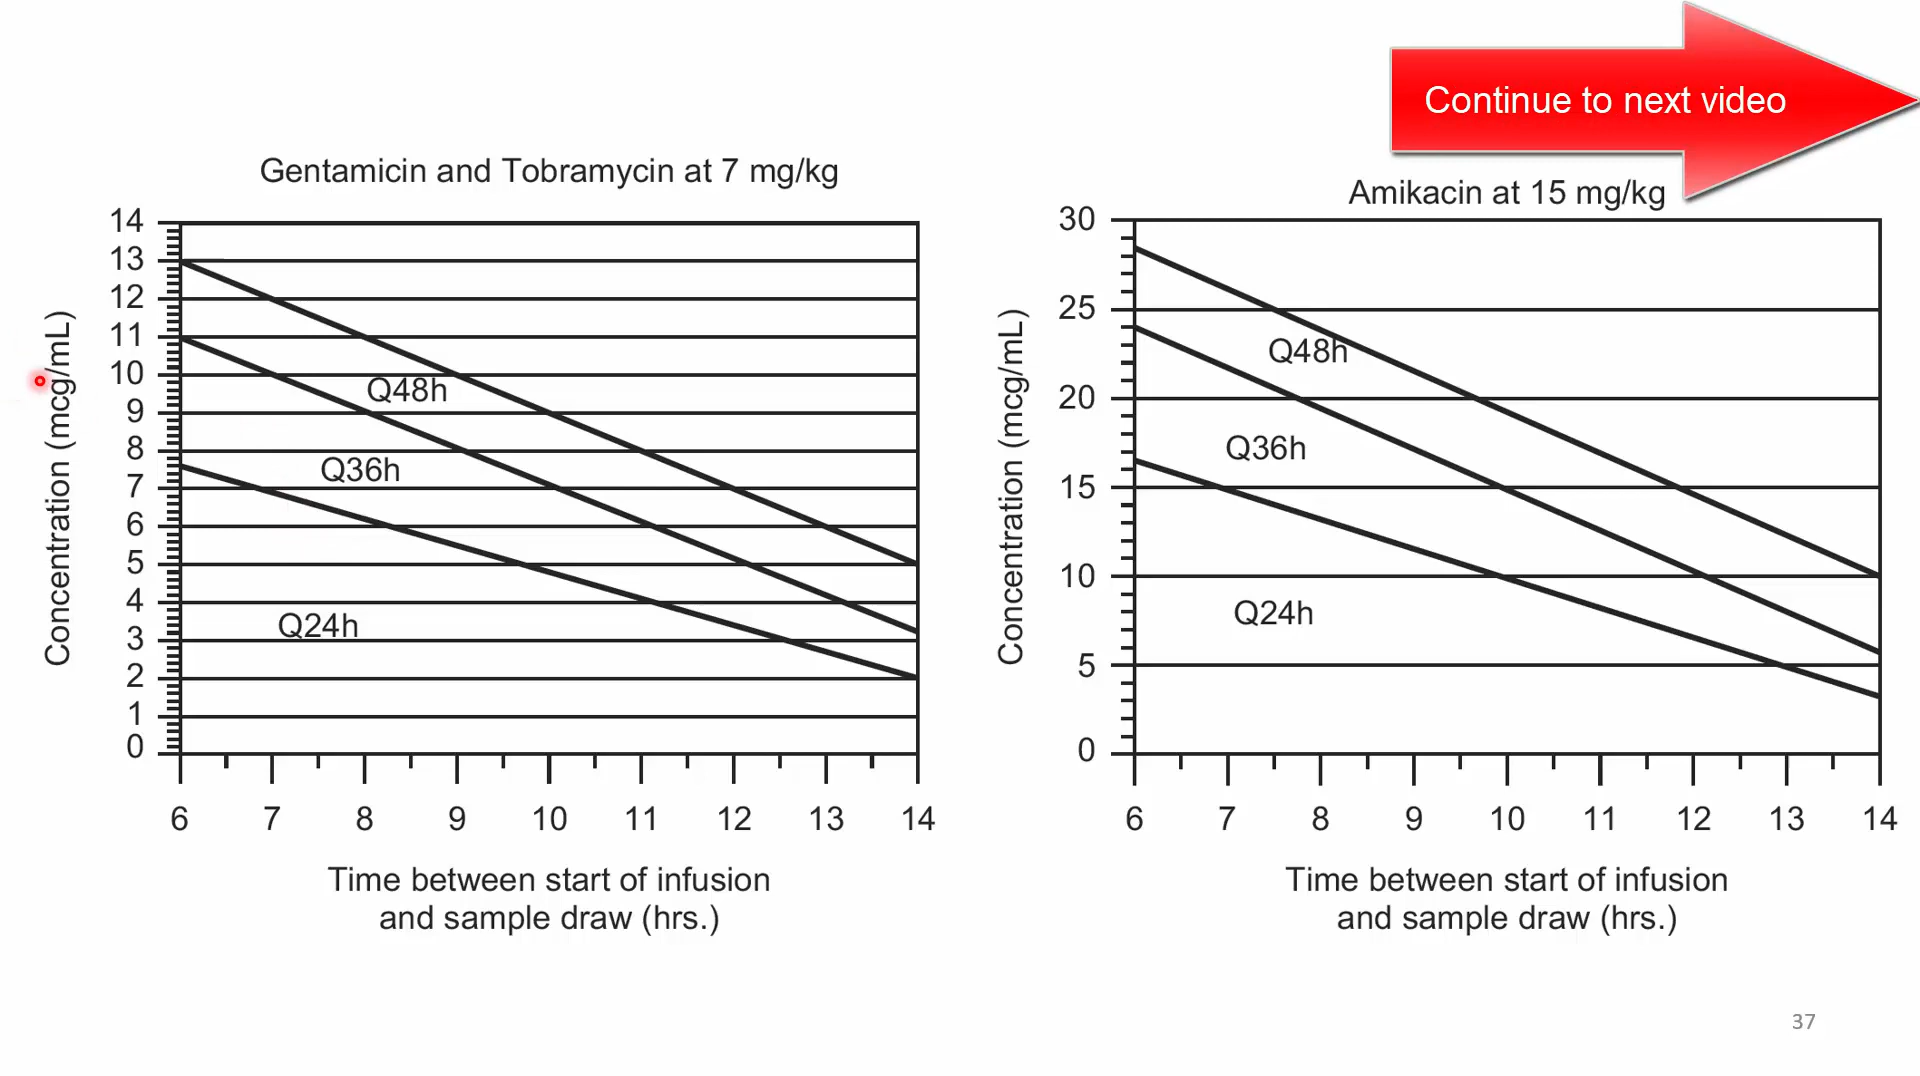 Continue to next video
Gentamicin and Tobramycin at 7 mg/kg
14
13
12
11
10
9
8
7
6
5
4
3
2
1
0
Concentration (mcg/mL)
Q48h
Q36h
Q24h
6 7 8 9 10 11 12 13 14
Time between start of infusion
and sample draw (hrs.)
Amikacin at 15 mg/kg
30
25
20
15
10
5
0
Concentration (mcg/mL)
Q48h
Q36h
Q24h
6 7 8 9 10 11 12 13 14
Time between start of infusion
and sample draw (hrs.)
37